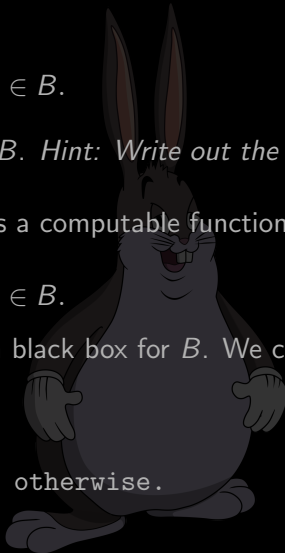 ∈ B.
B. Hint: Write out the
s a computable function
∈ B.
black box for B. We c
otherwise.